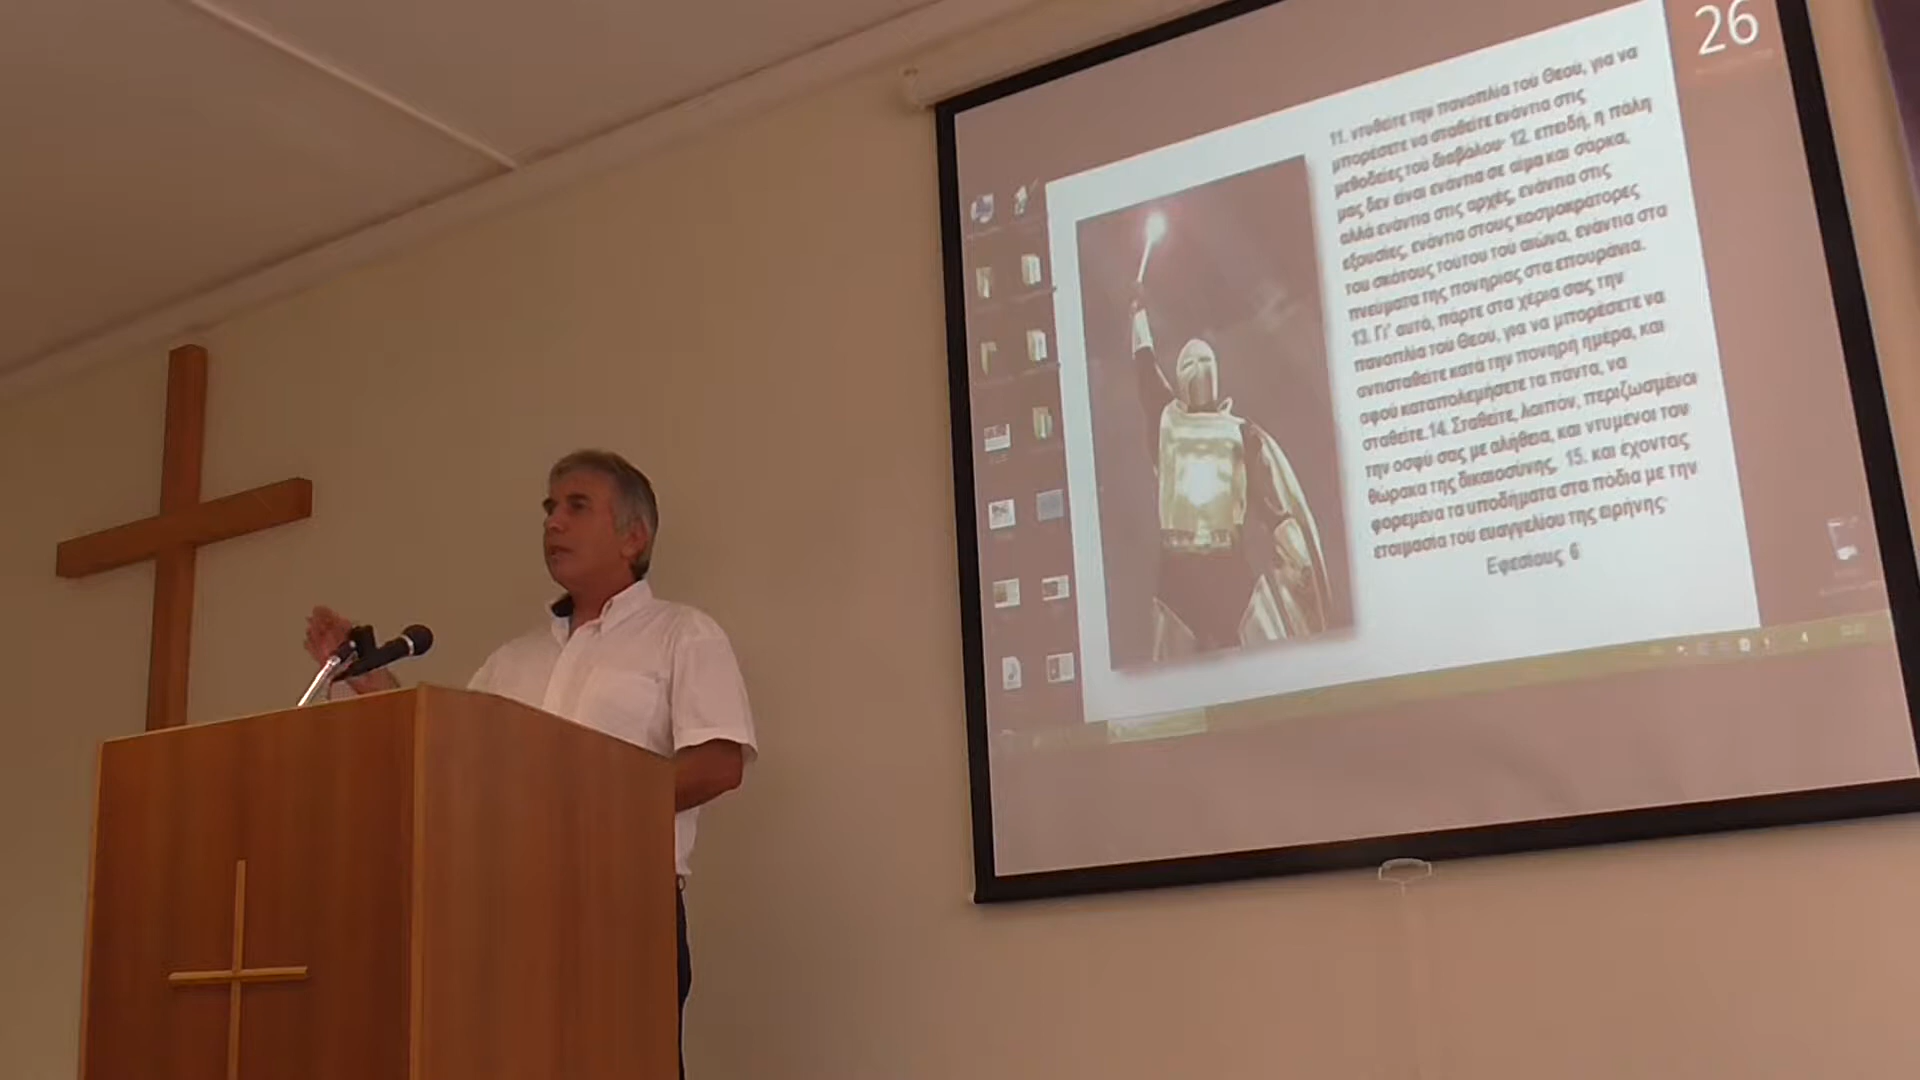 26
11. ντυθείτε την πανοπλία τού Θεού, για να
μπορέσετε να σταθείτε ενάντια στις
μεθοδείες τού διαβόλου· 12. επειδή, η πάλη
μας δεν είναι ενάντια σε αίμα και σάρκα,
αλλά ενάντια στις αρχές, ενάντια στις
εξουσίες, ενάντια στους κοσμοκράτορες
του σκότους τούτου τού αιώνα, ενάντια στα
πνεύματα της πονηρίας στα επουράνια.
13. Γι' αυτό, πάρτε στα χέρια σας την
πανοπλία τού Θεού, για να μπορέσετε να
αντισταθείτε κατά την πονηρή ημέρα, και
αφού καταπολεμήσετε τα πάντα, να
σταθείτε.14. Σταθείτε, λοιπόν, περιζωσμένοι
την οσφύ σας με αλήθεια, και ντυμένοι τον
θώρακα της δικαιοσύνης, 15. και έχοντας
φορεμένα τα υποδήματα στα πόδια με την
ετοιμασία τού ευαγγελίου της ειρήνης·
Εφεσίους 6